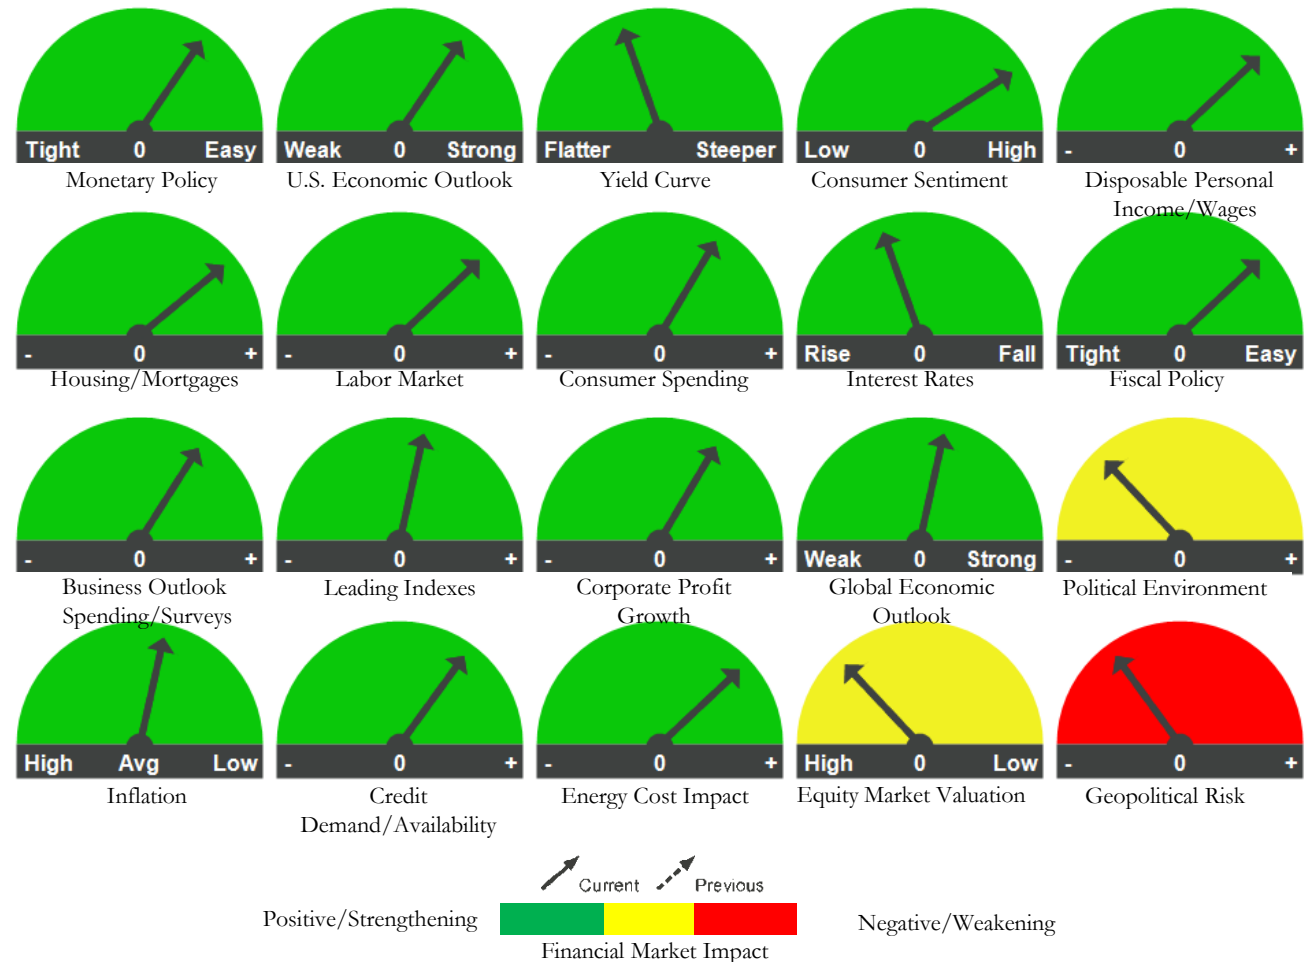 Tight 0 Easy
Weak 0 Strong
Flatter Steeper
Low 0 High
- 0 +
Monetary Policy
U.S. Economic Outlook
Yield Curve
Consumer Sentiment
Disposable Personal
Income/Wages
- 0 +
- 0 +
- 0 +
Rise 0 Fall
Tight 0 Easy
Housing/Mortgages
Labor Market
Consumer Spending
Interest Rates
Fiscal Policy
- 0 +
- 0 +
- 0 +
Weak 0 Strong
- 0 +
Business Outlook
Spending/Surveys
Leading Indexes
Corporate Profit
Growth
Global Economic
Outlook
Political Environment
High Avg Low
- 0 +
- 0 +
High 0 Low
- 0 +
Inflation
Credit
Demand/Availability
Energy Cost Impact
Equity Market Valuation
Geopolitical Risk
Current Previous
Positive/Strengthening
Negative/Weakening
Financial Market Impact